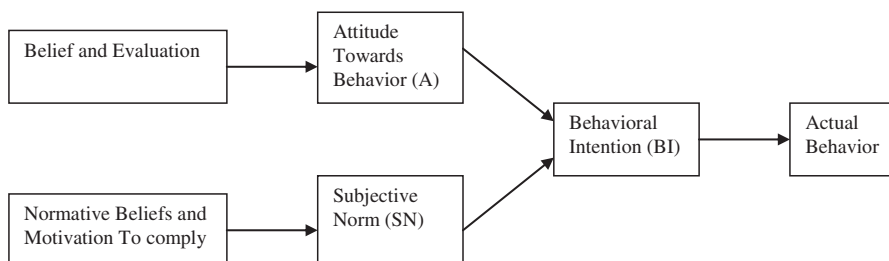 Belief and Evaluation
Attitude
Towards
Behavior (A)
Behavioral
Intention (BI)
Actual
Behavior
Normative Beliefs and
Motivation To comply
Subjective
Norm (SN)